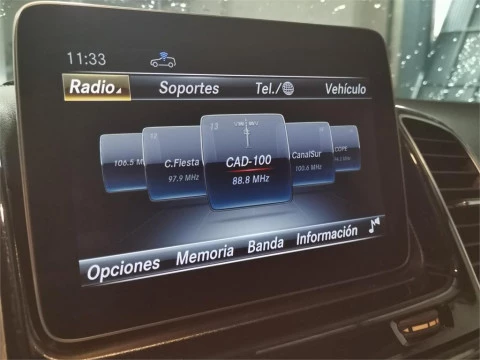 11:33
Radio Soportes Tel./ Vehículo
13
106.5 M
C.Fiesta
97.9 MHz
CAD-100
88.8 MHz
CanalSur
100.6 MHz
COPE
Opciones Memoria Banda Información